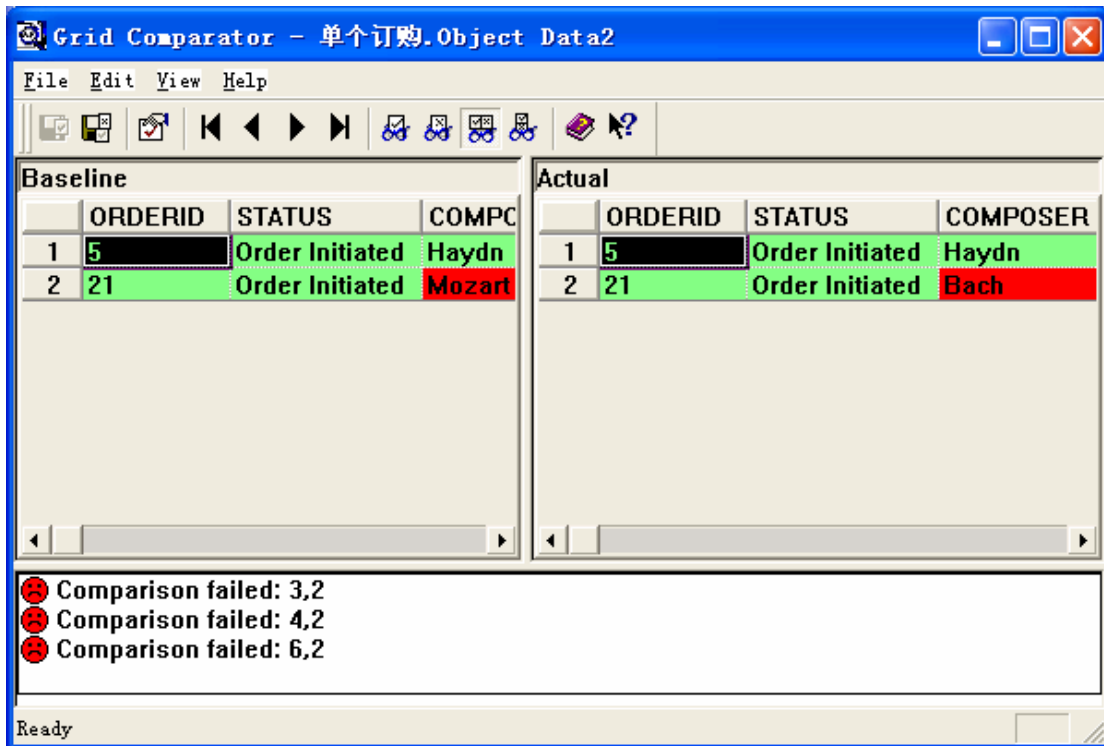 Grid Comparator - 单个订购.Object Data2
File Edit View Help
Baseline
ORDERID STATUS COMPC
1 5 Order Initiated Haydn
2 21 Order Initiated Mozart
Actual
ORDERID STATUS COMPOSER
1 5 Order Initiated Haydn
2 21 Order Initiated Bach
Comparison failed: 3,2
Comparison failed: 4,2
Comparison failed: 6,2
Ready